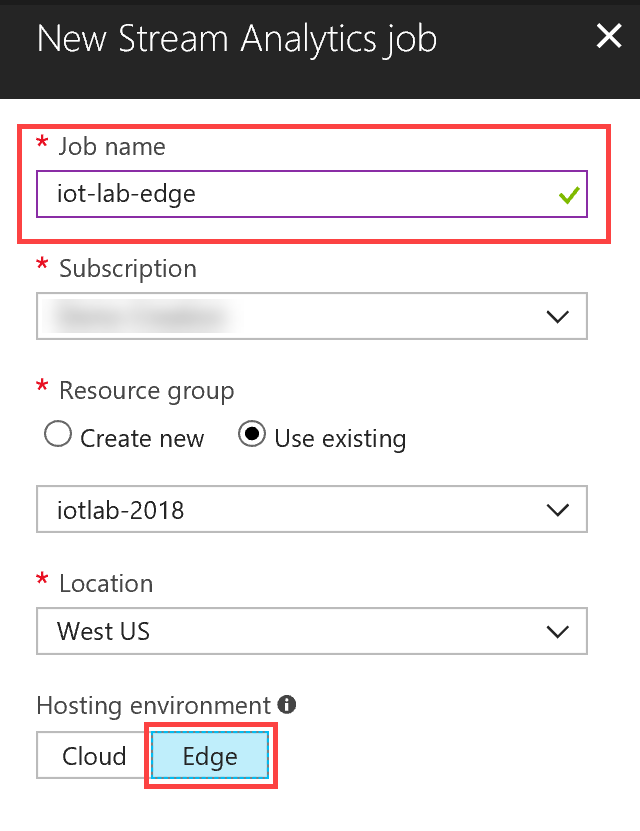 New Stream Analytics job
* Job name
iot-lab-edge
* Subscription
* Resource group
Create new Use existing
iotlab-2018
* Location
West US
Hosting environment
Cloud Edge